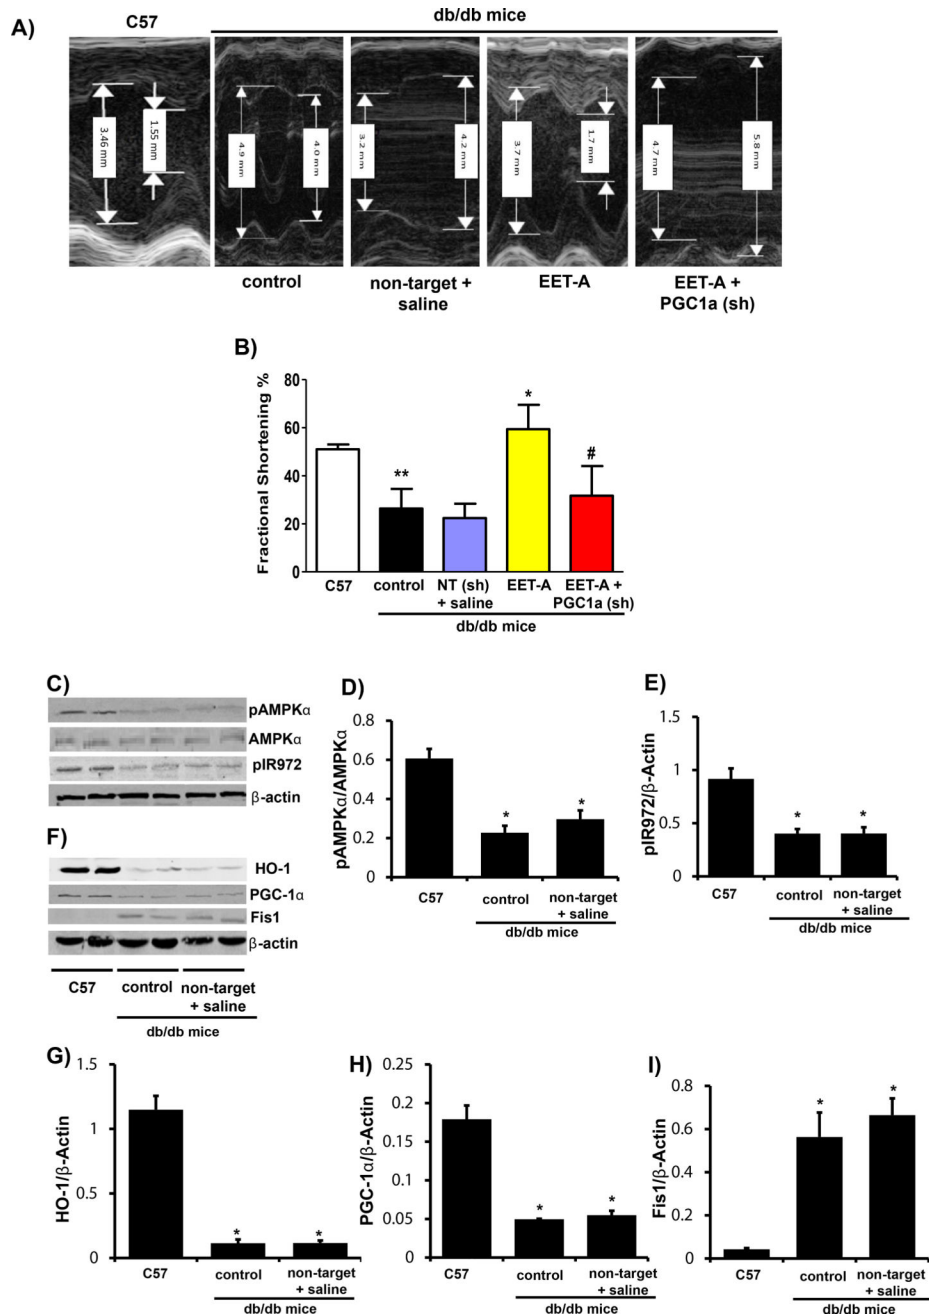 A)
C57
db/db mice
3.46 mm
1.55 mm
4.9 mm
4.0 mm
3.2 mm
4.2 mm
3.7 mm
1.7 mm
4.7 mm
5.8 mm
control
non-target +
saline
EET-A
EET-A +
PGC1a (sh)
B)
Fractional Shortening %
80
60
40
20
0
**
*
#
C57
control
NT (sh)
+ saline
EET-A
EET-A +
PGC1a (sh)
db/db mice
C)
pAMPKα
AMPKα
pIR972
β-actin
D)
pAMPKα/AMPKα
0.8
0.6
0.4
0.2
0
*
*
C57
control
non-target
+ saline
db/db mice
E)
pIR972/β-Actin
1.5
1
0.5
0
*
*
C57
control
non-target
+ saline
db/db mice
F)
HO-1
PGC-1α
Fis1
β-actin
C57
control
non-target
+ saline
db/db mice
G)
HO-1/β-Actin
1.5
1
0.5
0
*
*
C57
control
non-target
+ saline
db/db mice
H)
PGC-1α/β-Actin
0.25
0.2
0.15
0.1
0.05
0
*
*
C57
control
non-target
+ saline
db/db mice
I)
Fis1/β-Actin
0.8
0.6
0.4
0.2
0
*
*
C57
control
non-target
+ saline
db/db mice